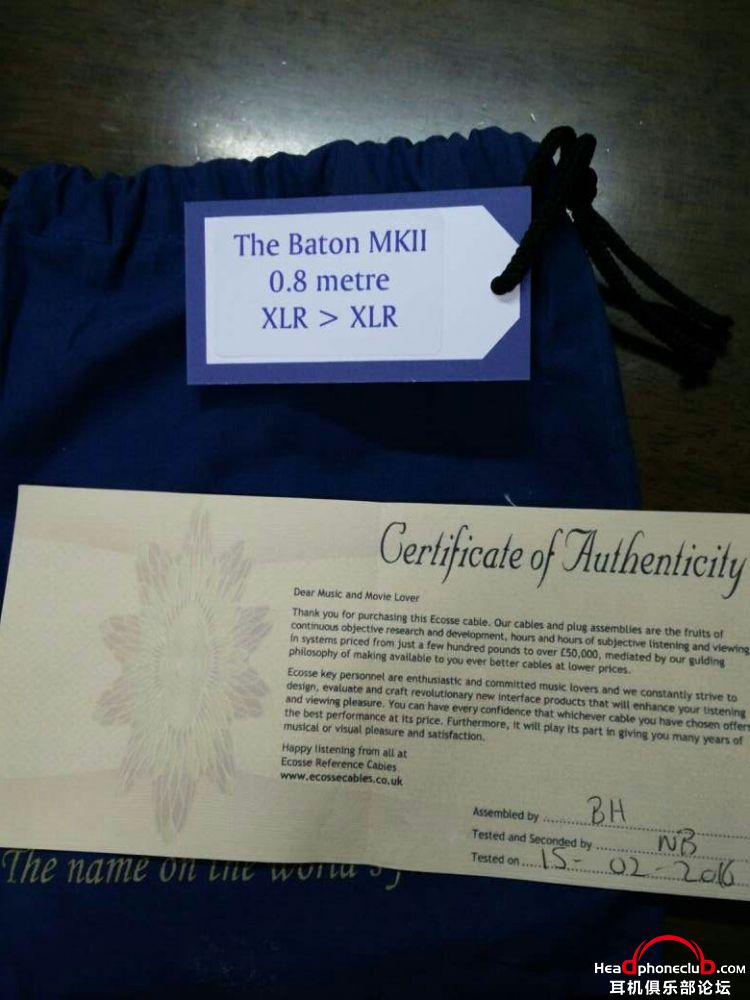 The Baton MKII
0.8 metre
XLR > XLR
Certificate of Authenticity
Dear Music and Movie Lover
Thank you for purchasing this Ecosse cable. Our cables and plug assemblies are the fruits of
continuous objective research and development, hours and hours of subjective listening and viewing
in systems priced from just a few hundred pounds to over £50,000, mediated by our guiding
philosophy of making available to you ever better cables at lower prices.
Ecosse key personnel are enthusiastic and committed music lovers and we constantly strive to
design, evaluate and craft revolutionary new interface products that will enhance your listening
and viewing pleasure. You can have every confidence that whichever cable you have chosen offers
the best performance at its price. Furthermore, it will play its part in giving you many years of
musical or visual pleasure and satisfaction.
Happy listening from all at
Ecosse Reference Cables
www.ecossecables.co.uk
Assembled by BH
Tested and Seconded by NB
Tested on 15-02-2016
The name on the world's
HeadphoneclUb.COM
耳机俱乐部论坛